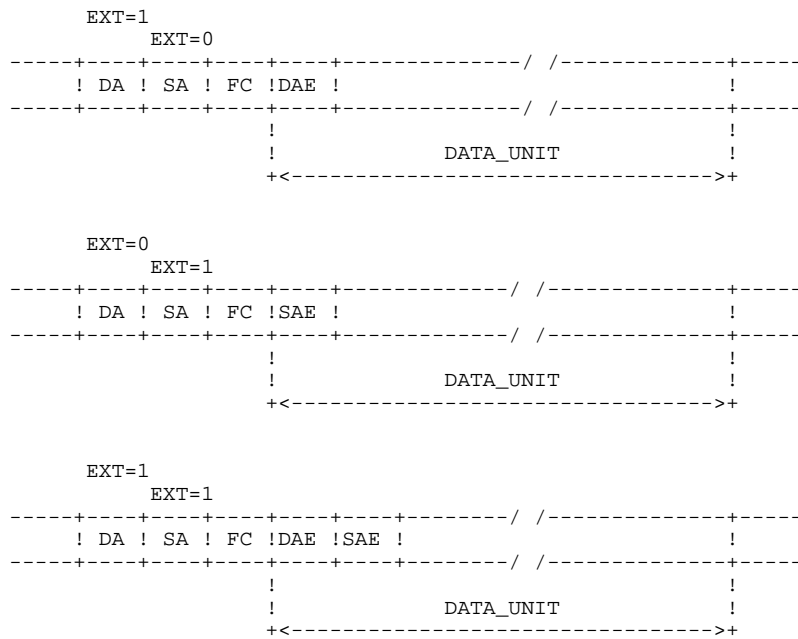 EXT=1
EXT=0
-----+----+----+----+----+--------------/ /-------------+-----
! DA ! SA ! FC !DAE ! !
-----+----+----+----+----+--------------/ /-------------+-----
! !
! DATA_UNIT !
+<--------------------------------->+
EXT=0
EXT=1
-----+----+----+----+----+-------------/ /--------------+-----
! DA ! SA ! FC !SAE ! !
-----+----+----+----+----+-------------/ /--------------+-----
! !
! DATA_UNIT !
+<--------------------------------->+
EXT=1
EXT=1
-----+----+----+----+----+----+--------/ /--------------+-----
! DA ! SA ! FC !DAE !SAE ! !
-----+----+----+----+----+----+--------/ /--------------+-----
! !
! DATA_UNIT !
+<--------------------------------->+